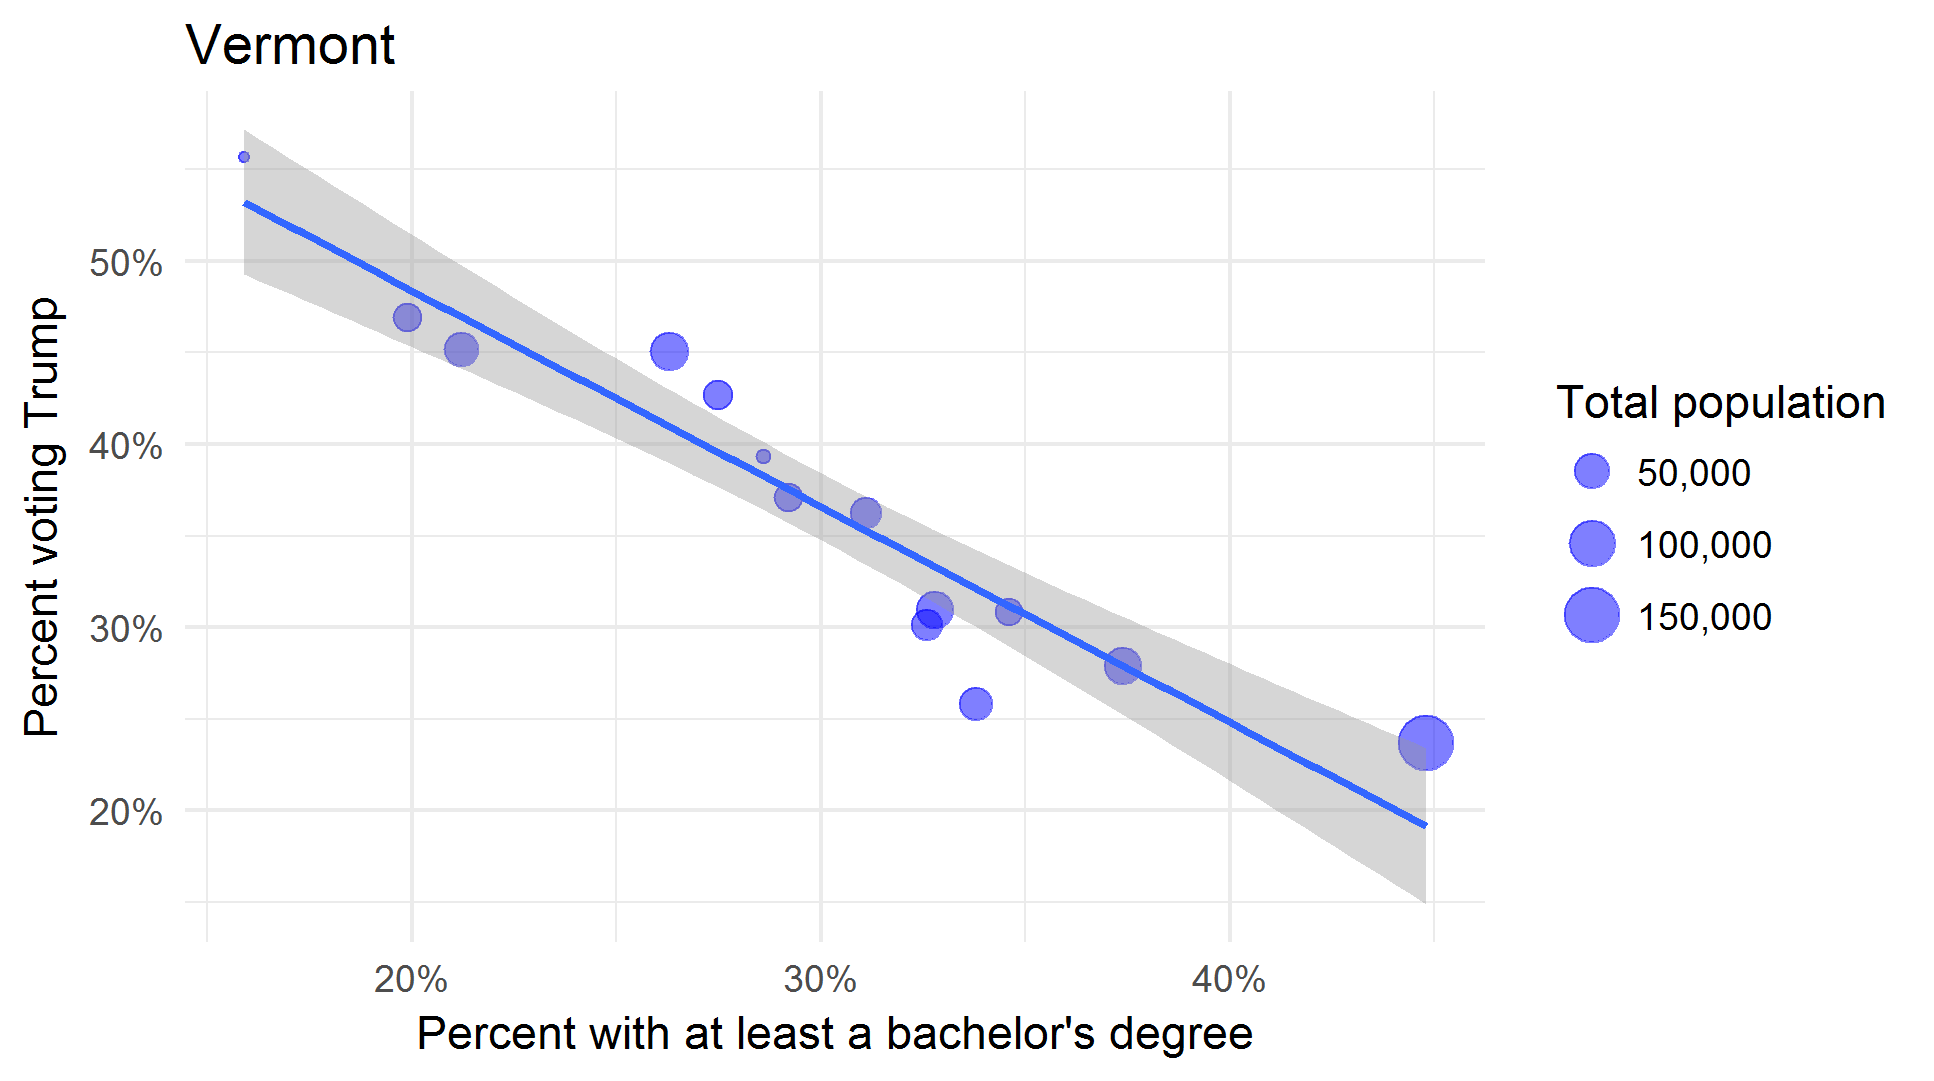 Vermont
Percent voting Trump
50%
40%
30%
20%
20%
30%
40%
Percent with at least a bachelor's degree
Total population
50,000
100,000
150,000